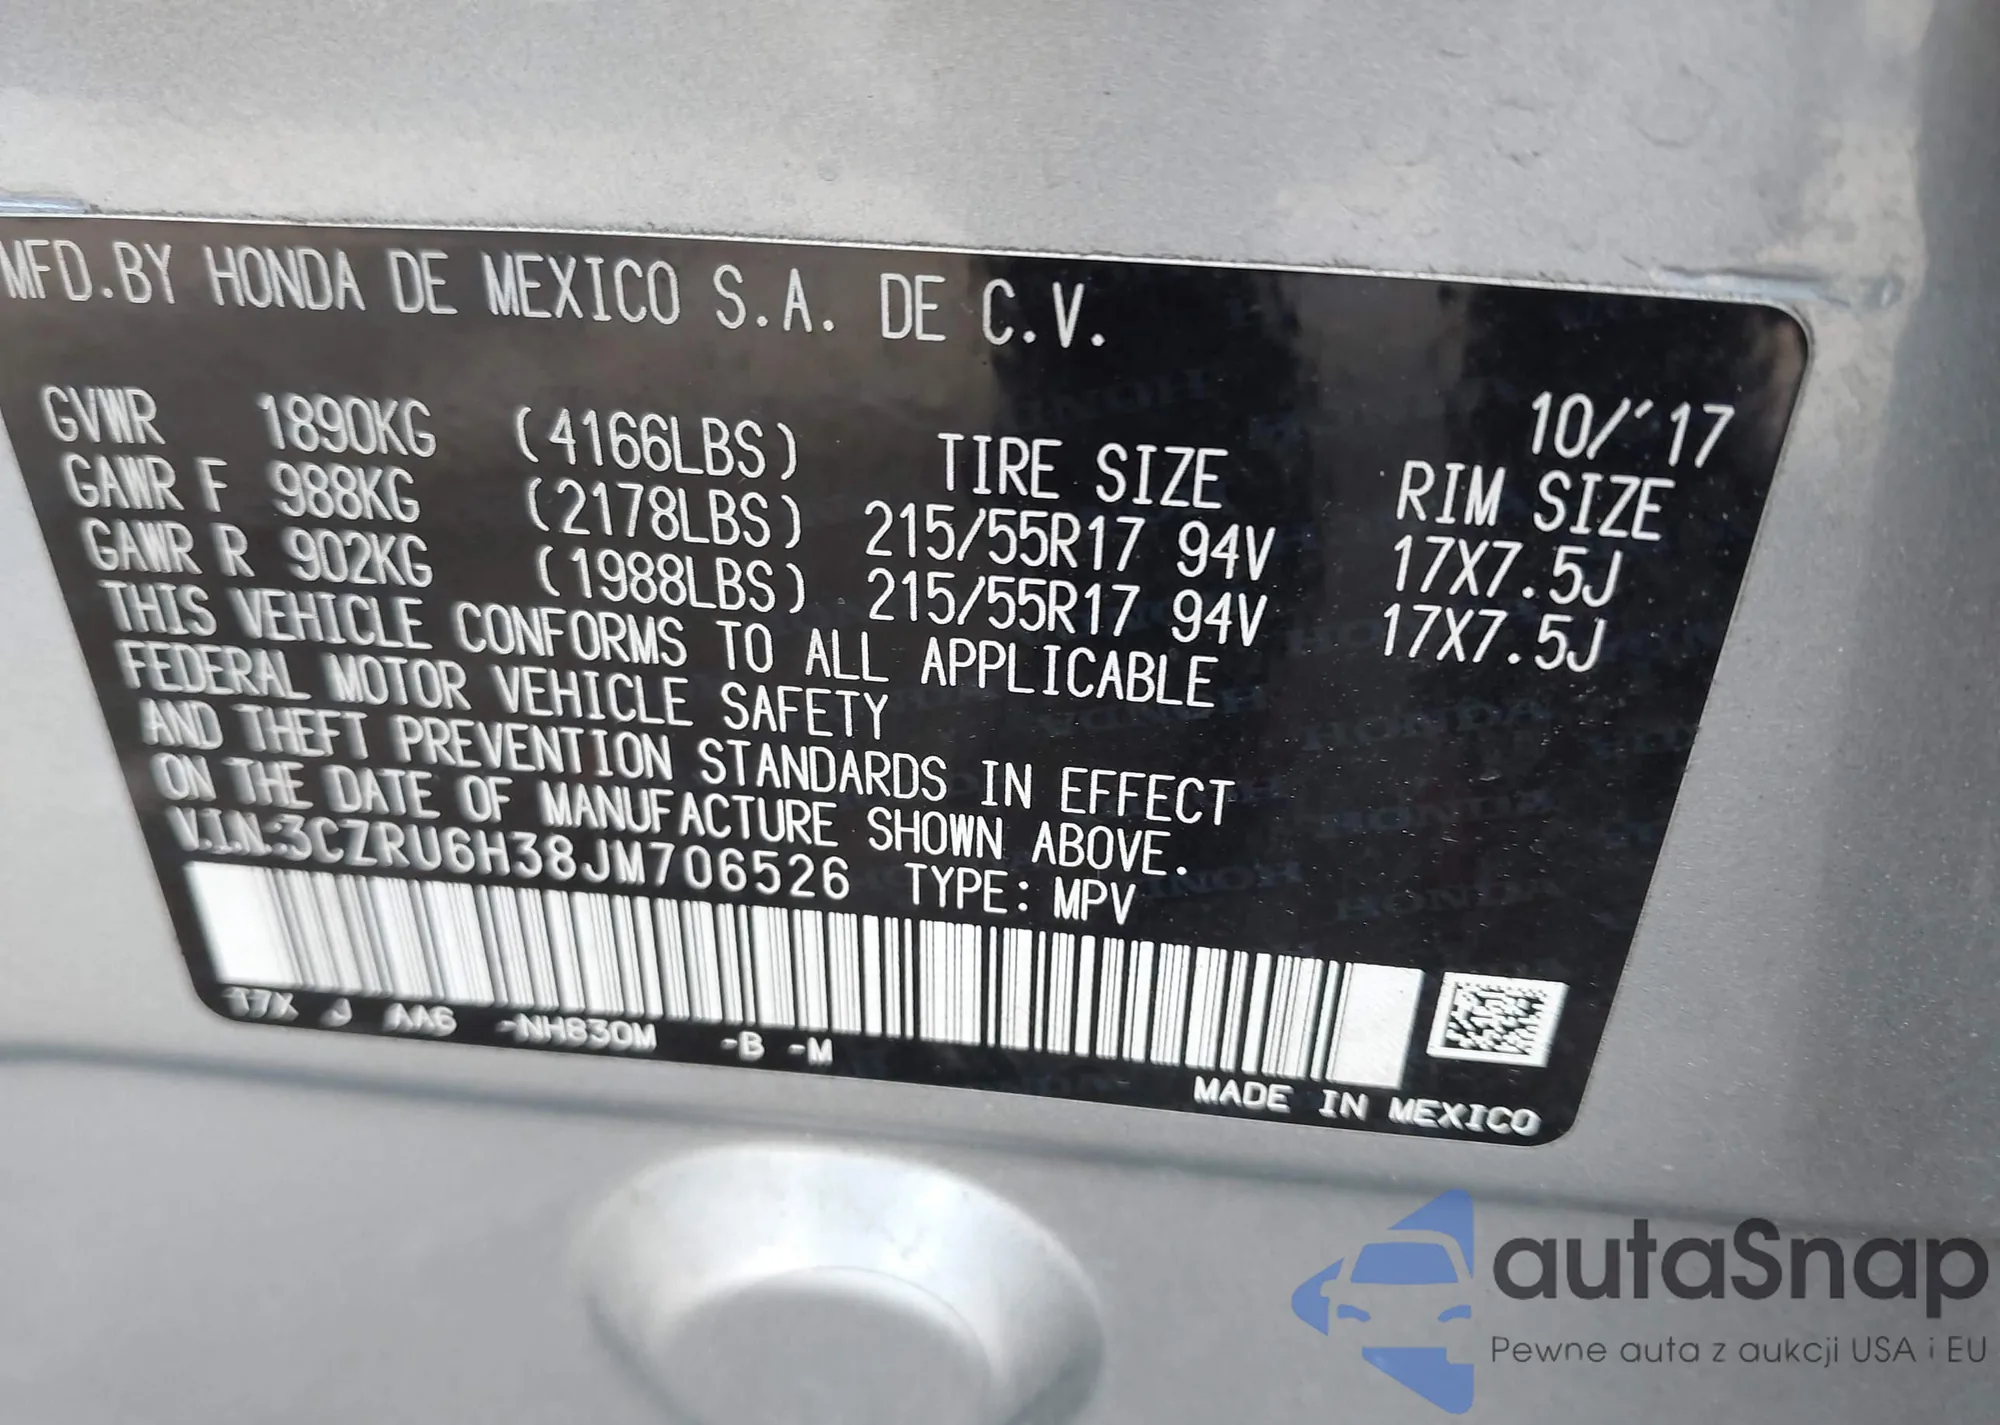 MFD.BY HONDA DE MEXICO S.A. DE C.V.
10/'17
GVWR 1890KG (4166LBS) TIRE SIZE RIM SIZE
GAWR F 988KG (2178LBS) 215/55R17 94V 17X7.5J
GAWR R 902KG (1988LBS) 215/55R17 94V 17X7.5J
THIS VEHICLE CONFORMS TO ALL APPLICABLE
FEDERAL MOTOR VEHICLE SAFETY
AND THEFT PREVENTION STANDARDS IN EFFECT
ON THE DATE OF MANUFACTURE SHOWN ABOVE.
V.I.N:3CZRU6H38JM706526 TYPE: MPV
T7X J AA6 -NH830M -B -M
MADE IN MEXICO
autaSnap
Pewne auta z aukcji USA i EU